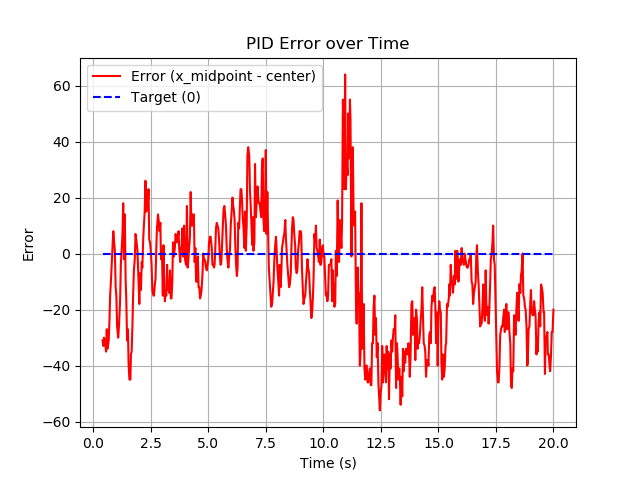 PID Error over Time
Error (x_midpoint - center)
Target (0)
Error
60
40
20
0
−20
−40
−60
0.0 2.5 5.0 7.5 10.0 12.5 15.0 17.5 20.0
Time (s)